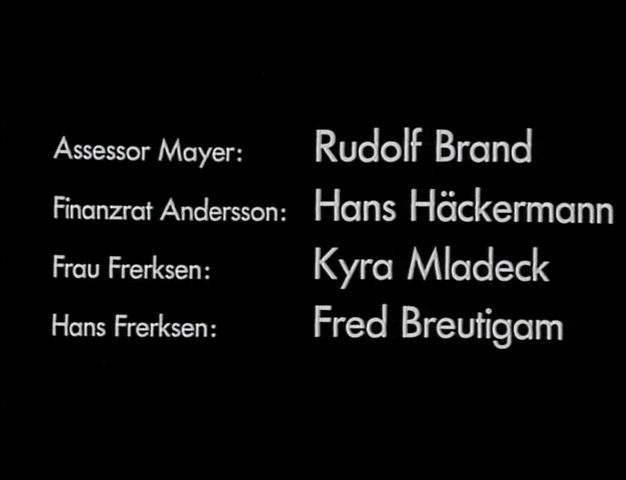 Assessor Mayer: Rudolf Brand
Finanzrat Andersson: Hans Häckermann
Frau Frerksen: Kyra Mladeck
Hans Frerksen: Fred Breutigam